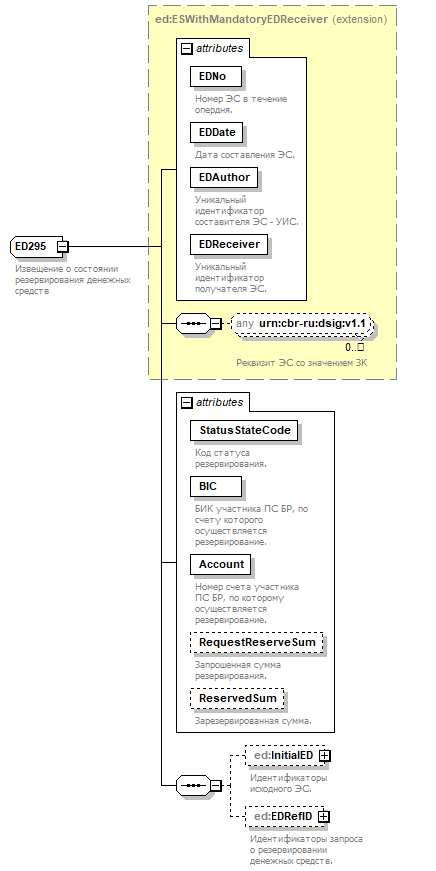 ed:ESWithMandatoryEDReceiver (extension)
attributes
EDNo
Номер ЭС в течение
опердня.
EDDate
Дата составления ЭС.
EDAuthor
Уникальный
идентификатор
составителя ЭС - УИС.
EDReceiver
Уникальный
идентификатор
получателя ЭС.
ED295
Извещение о состоянии
резервирования денежных
средств
any urn:cbr-ru:dsig:v1.1
0..
Реквизит ЭС со значением ЗК
attributes
StatusStateCode
Код статуса
резервирования.
BIC
БИК участника ПС БР, по
счету которого
осуществляется
резервирование.
Account
Номер счета участника
ПС БР, по которому
осуществляется
резервирование.
RequestReserveSum
Запрошенная сумма
резервирования.
ReservedSum
Зарезервированная сумма.
ed:InitialED
Идентификаторы
исходного ЭС.
ed:EDRefID
Идентификаторы запроса
о резервировании
денежных средств.